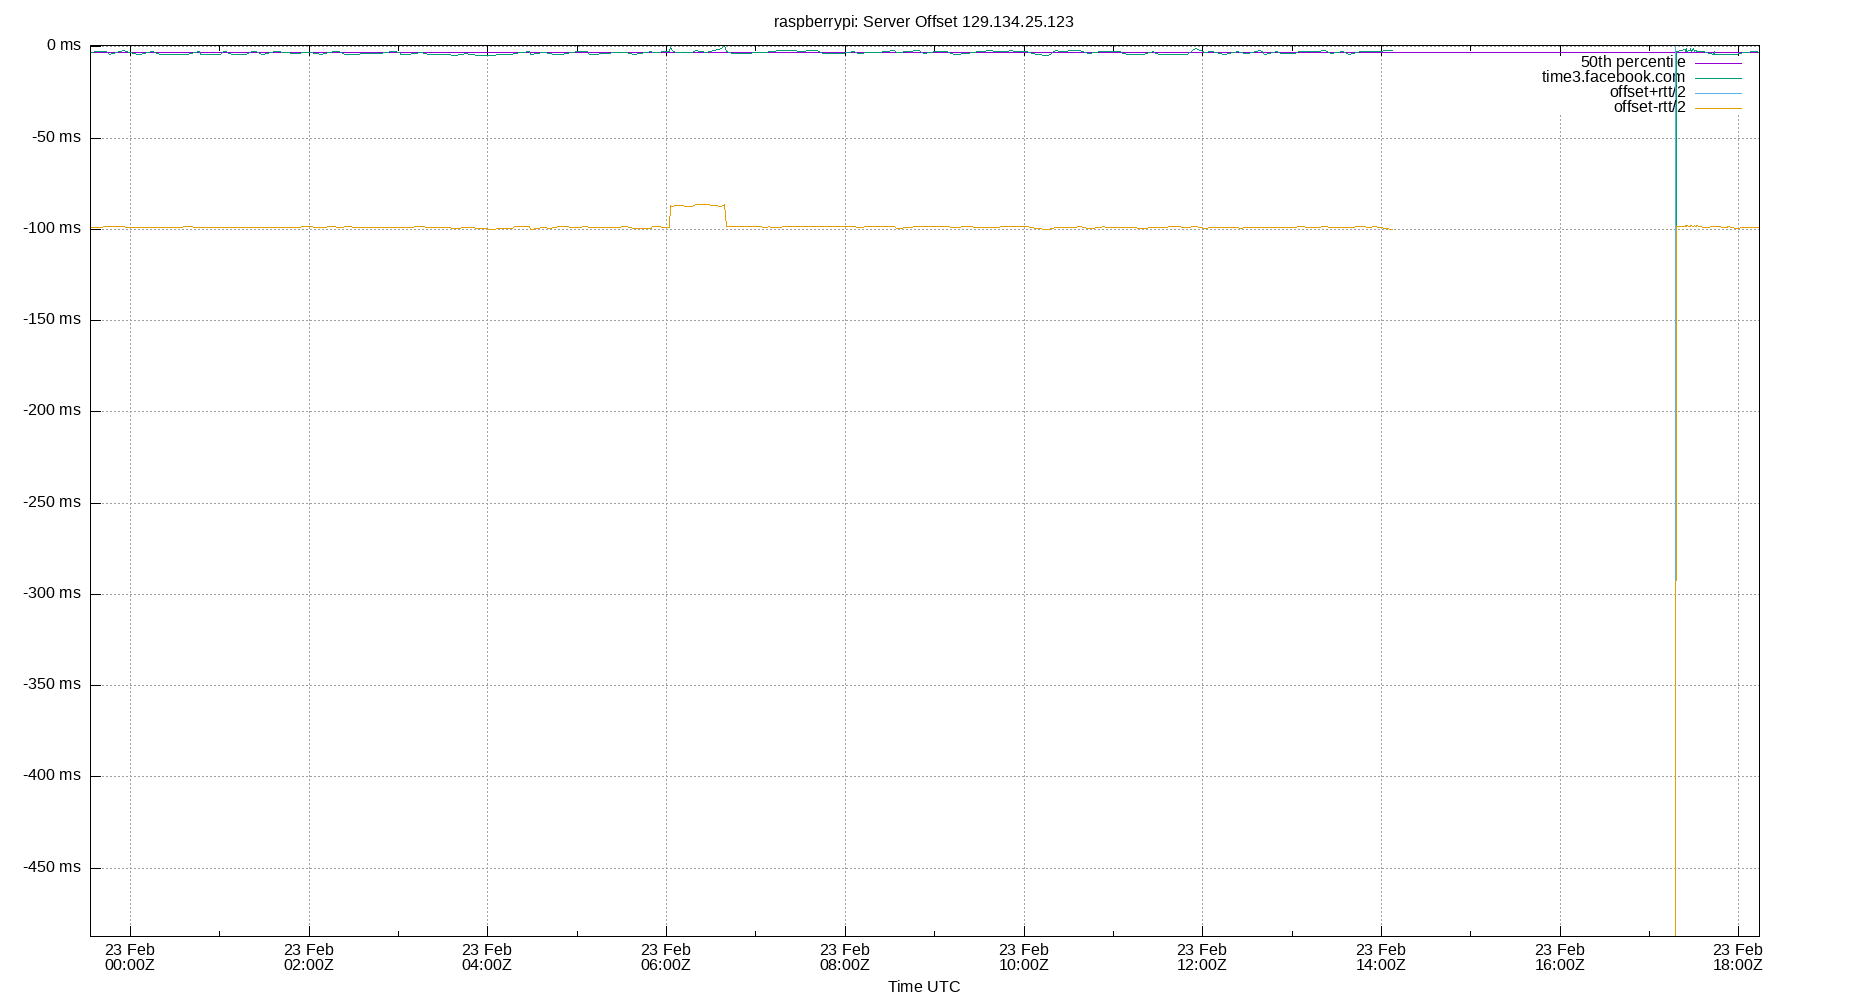 raspberrypi: Server Offset 129.134.25.123
0 ms
-50 ms
-100 ms
-150 ms
-200 ms
-250 ms
-300 ms
-350 ms
-400 ms
-450 ms
50th percentile
time3.facebook.com
offset+rtt/2
offset-rtt/2
23 Feb 23 Feb 23 Feb 23 Feb 23 Feb 23 Feb 23 Feb 23 Feb 23 Feb 23 Feb
00:00Z 02:00Z 04:00Z 06:00Z 08:00Z 10:00Z 12:00Z 14:00Z 16:00Z 18:00Z
Time UTC